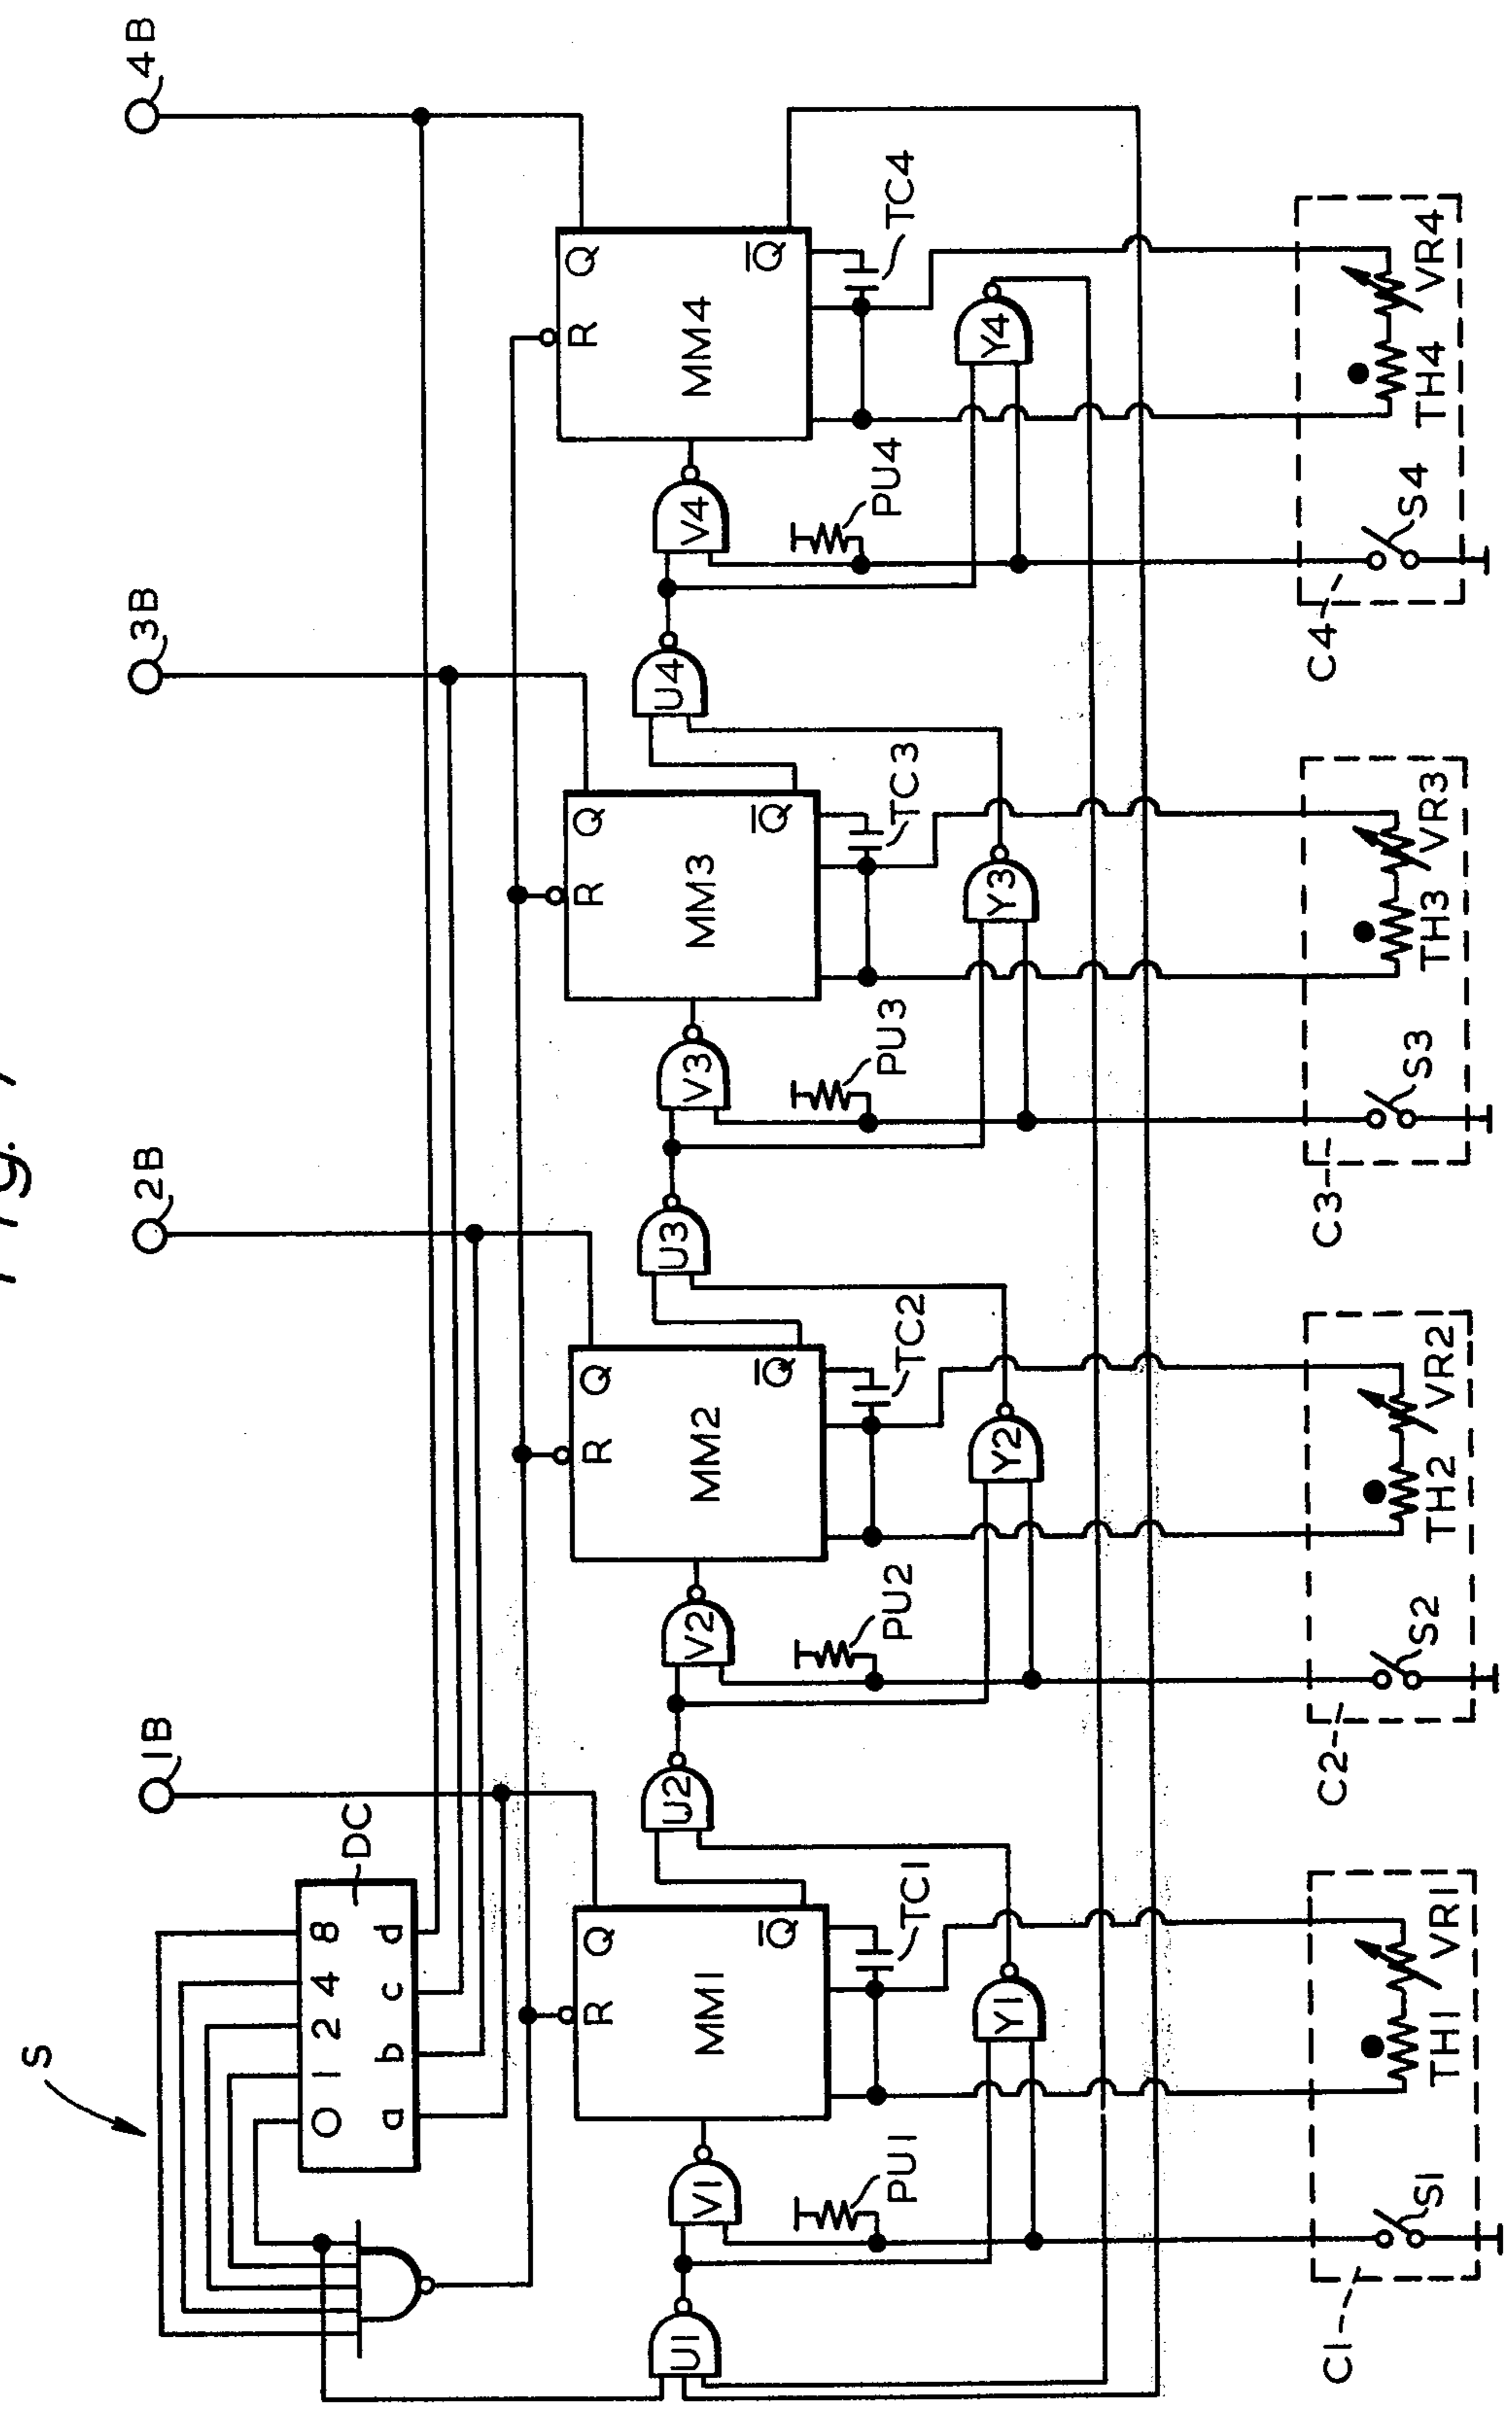 Fig. 7
S
DC
0 1 2 4 8
a b c d
1B
2B
3B
4B
U1
V1
R
Q
Q̅
MM1
TC1
PU1
Y1
U2
V2
R
Q
Q̅
MM2
TC2
PU2
Y2
U3
V3
R
Q
Q̅
MM3
TC3
PU3
Y3
U4
V4
R
Q
Q̅
MM4
TC4
PU4
Y4
C1
S1
TH1
VR1
C2
S2
TH2
VR2
C3
S3
TH3
VR3
C4
S4
TH4
VR4